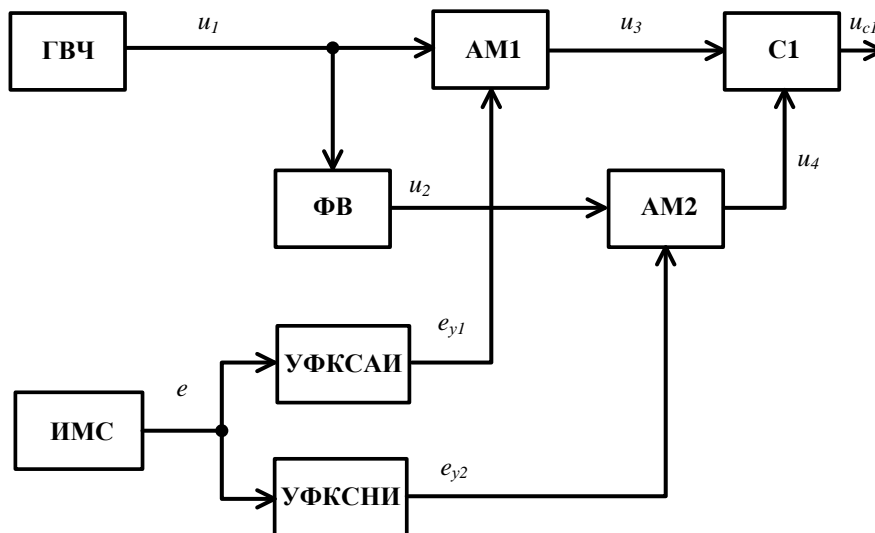 ГВЧ
u1
АМ1
u3
С1
uc1
ФВ
u2
АМ2
u4
УФКСАИ
ey1
ИМС
e
УФКСНИ
ey2